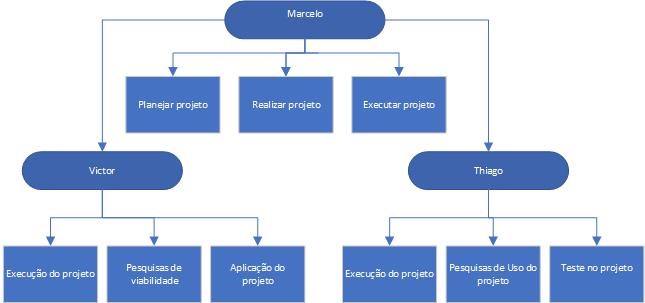 Marcelo
Planejar projeto
Realizar projeto
Executar projeto
Victor
Thiago
Execução do projeto
Pesquisas de
viabilidade
Aplicação do
projeto
Execução do projeto
Pesquisas de Uso do
projeto
Teste no projeto